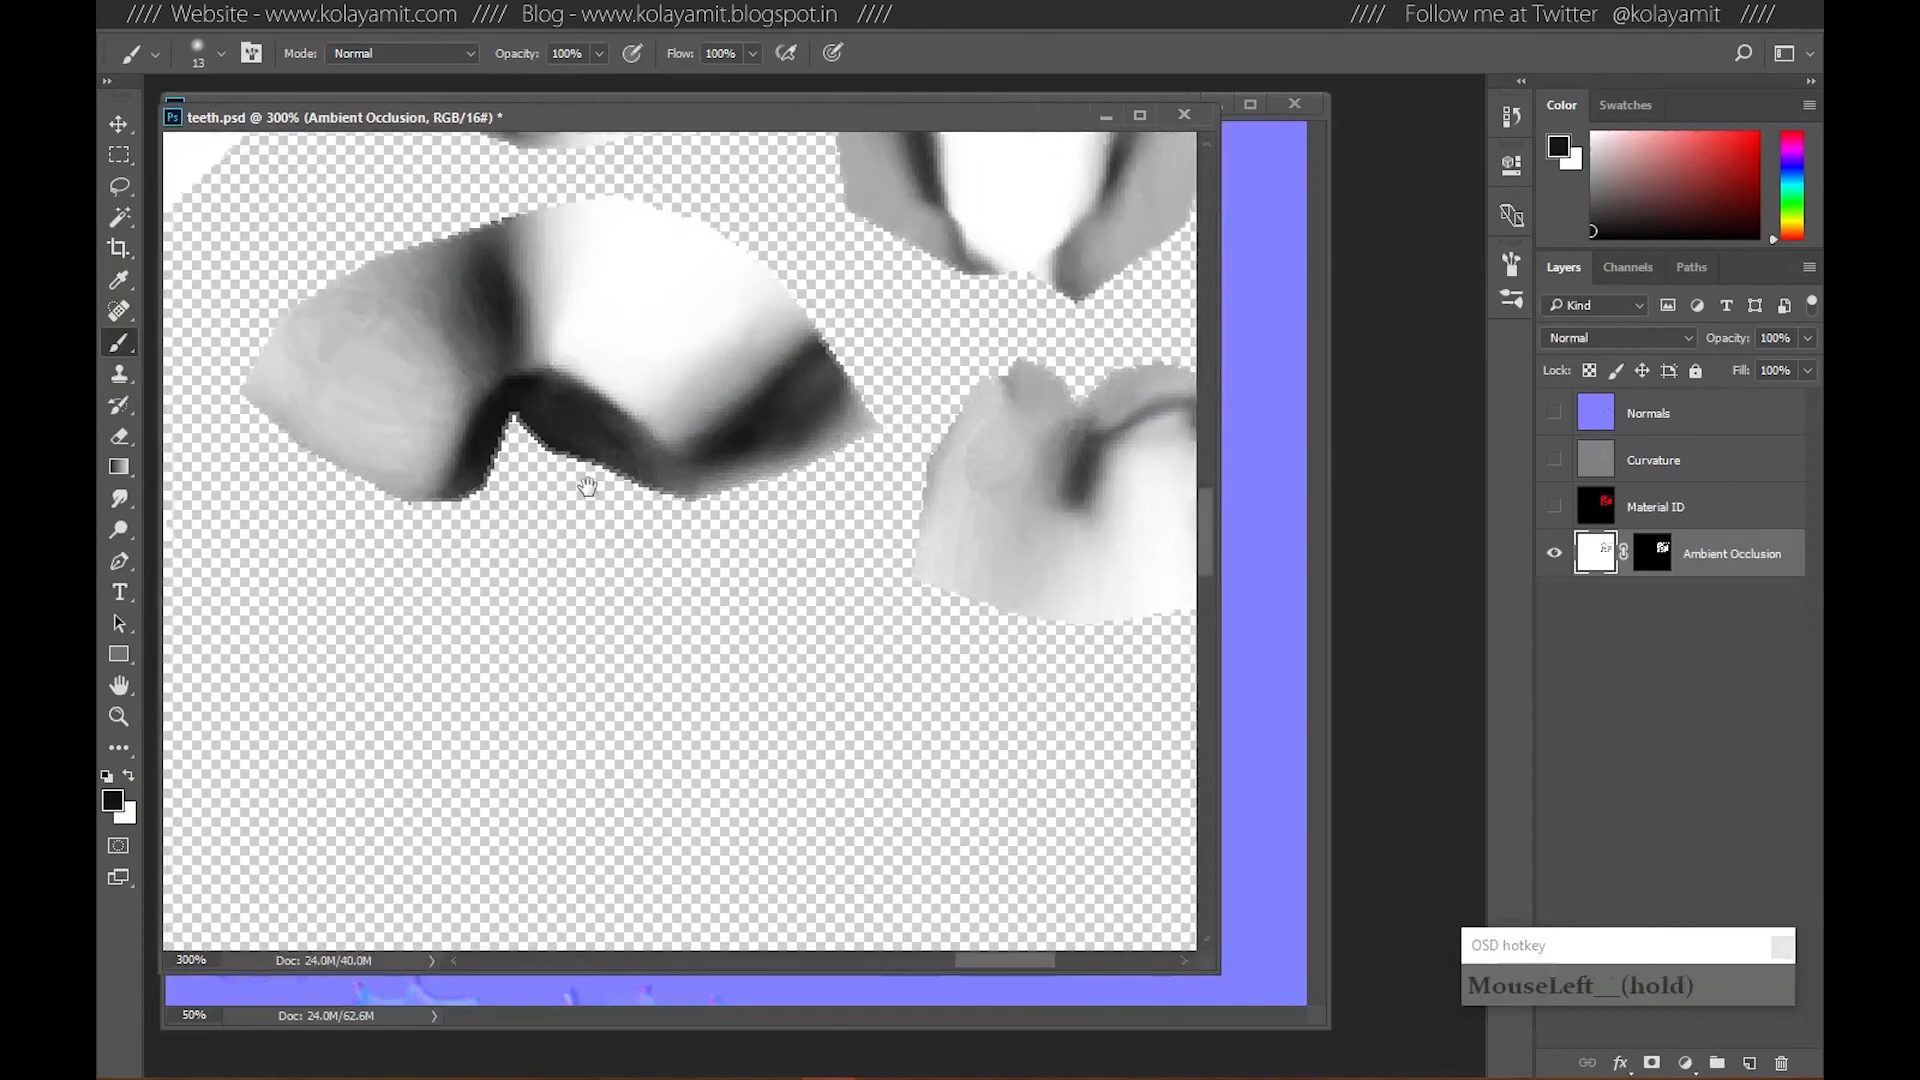 //// Website - www.kolayamit.com //// Blog - www.kolayamit.blogspot.in //// //// Follow me at Twitter @kolayamit ////
13 Mode: Normal Opacity: 100% Flow: 100%
Color Swatches
Ps teeth.psd @ 300% (Ambient Occlusion, RGB/16#) *
Layers Channels Paths
Kind
Normal Opacity: 100%
Lock: Fill: 100%
Normals
Curvature
Material ID
Ambient Occlusion
OSD hotkey
MouseLeft__(hold)
300% Doc: 24.0M/40.0M
50% Doc: 24.0M/62.6M